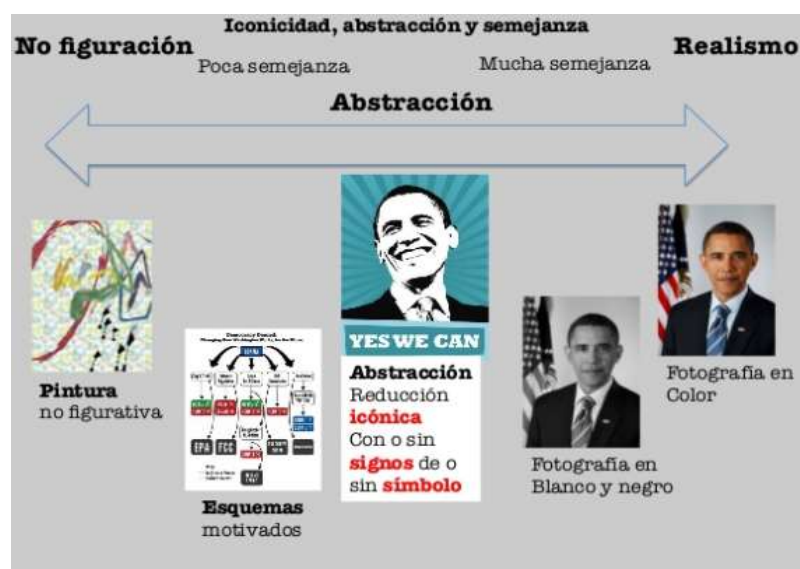 Iconicidad, abstracción y semejanza
No figuración
Realismo
Poca semejanza
Mucha semejanza
Abstracción
YES WE CAN
Abstracción
Reducción
icónica
Con o sin
signos de o
sin símbolo
Pintura
no figurativa
Esquemas
motivados
Fotografía en
Blanco y negro
Fotografía en
Color